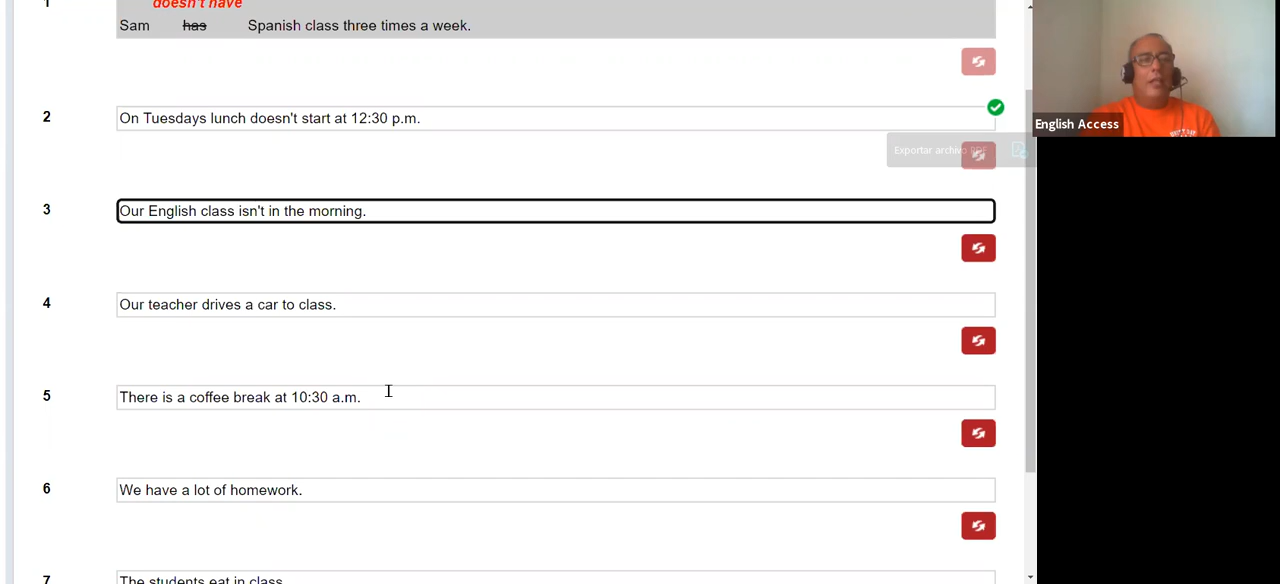 1
doesn't have
Sam has Spanish class three times a week.
English Access
2 On Tuesdays lunch doesn't start at 12:30 p.m.
Exportar archivo PDF
3 Our English class isn't in the morning.
4 Our teacher drives a car to class.
5 There is a coffee break at 10:30 a.m.
6 We have a lot of homework.
7 The students eat in class